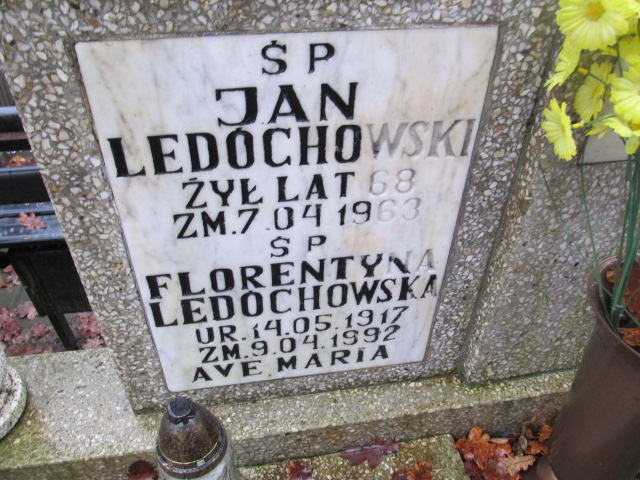 ŚP
JAN
LEDÓCHOWSKI
ŻYŁ LAT 68
ZM.7.04 1963
ŚP
FLORENTYNA
LEDOCHOWSKA
UR.14.05.1917
ZM.9.04.1992
AVE MARIA